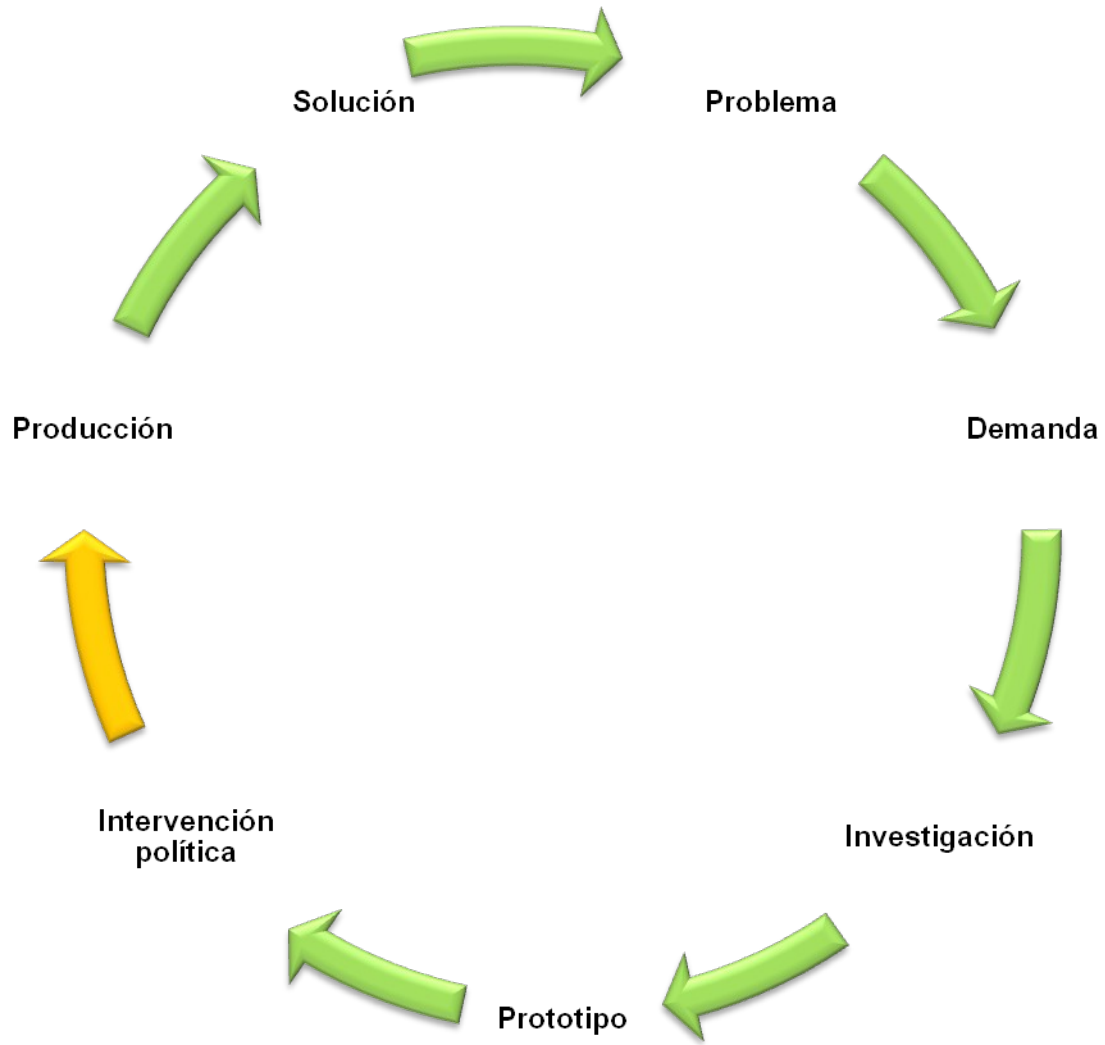 Solución
Problema
Producción
Demanda
Intervención
política
Investigación
Prototipo